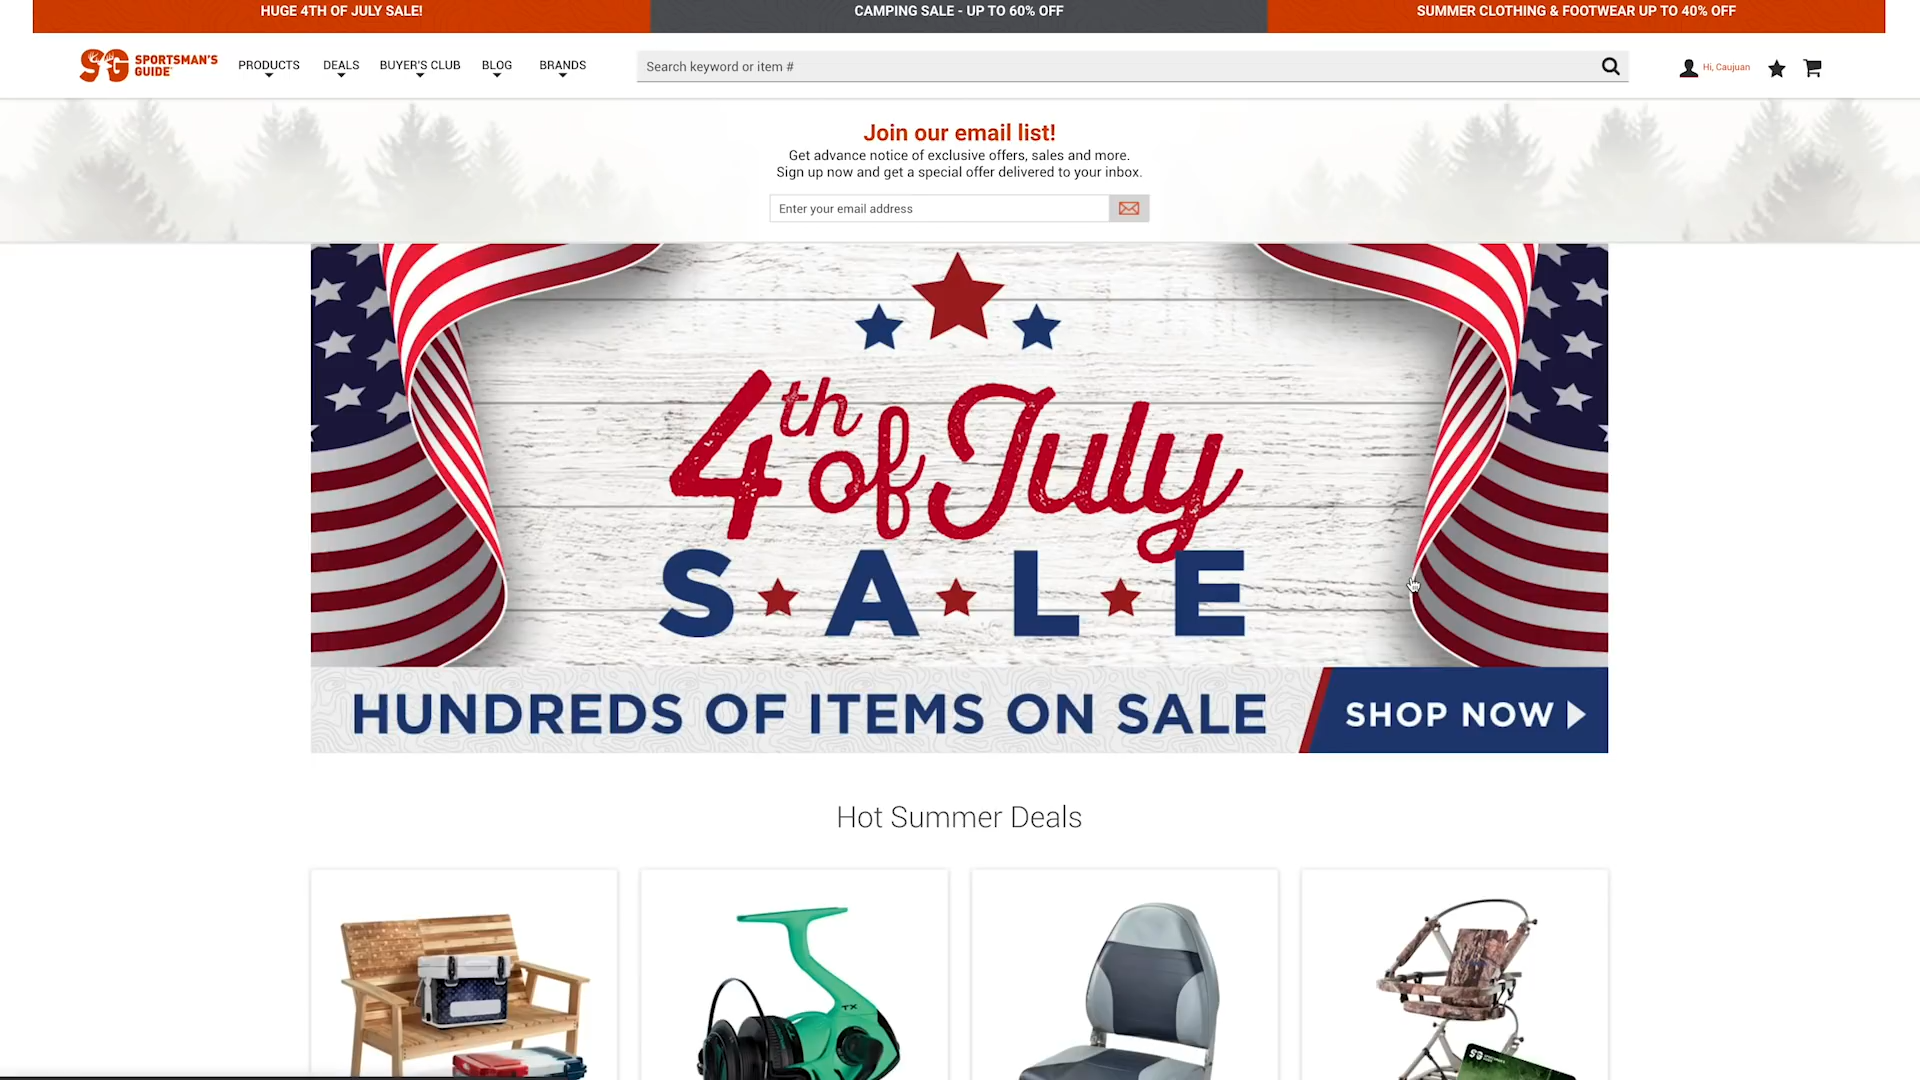 HUGE 4TH OF JULY SALE!
CAMPING SALE - UP TO 60% OFF
SUMMER CLOTHING & FOOTWEAR UP TO 40% OFF
SG SPORTSMAN'S GUIDE
PRODUCTS
DEALS
BUYER'S CLUB
BLOG
BRANDS
Search keyword or item #
Hi, Caujuan
Join our email list!
Get advance notice of exclusive offers, sales and more.
Sign up now and get a special offer delivered to your inbox.
Enter your email address
4th of July
SALE
HUNDREDS OF ITEMS ON SALE
SHOP NOW
Hot Summer Deals
TX
SG